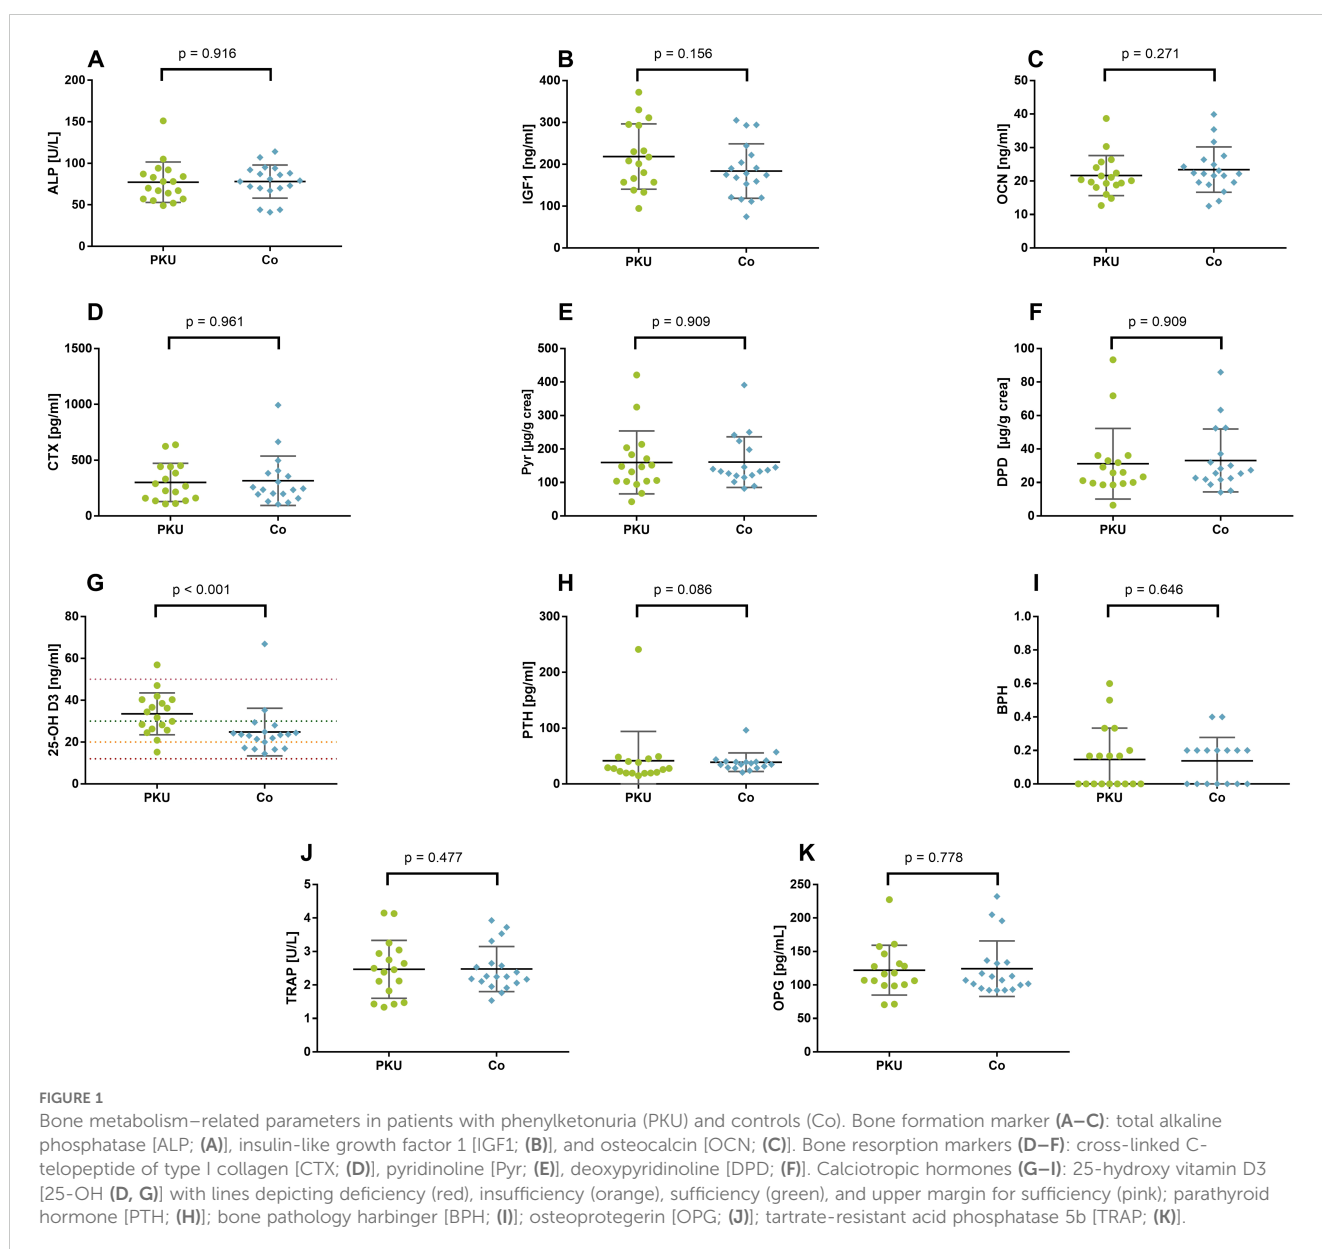 A
p = 0.916
ALP [U/L]
200
150
100
50
0
PKU
Co
B
p = 0.156
IGF1 [ng/ml]
400
300
200
100
0
PKU
Co
C
p = 0.271
OCN [ng/ml]
50
40
30
20
10
0
PKU
Co
D
p = 0.961
CTX [pg/ml]
1500
1000
500
0
PKU
Co
E
p = 0.909
Pyr [µg/g crea]
500
400
300
200
100
0
PKU
Co
F
p = 0.909
DPD [µg/g crea]
100
80
60
40
20
0
PKU
Co
G
p < 0.001
25-OH D3 [ng/ml]
80
60
40
20
0
PKU
Co
H
p = 0.086
PTH [pg/ml]
300
200
100
0
PKU
Co
I
p = 0.646
BPH
1.0
0.8
0.6
0.4
0.2
0.0
PKU
Co
J
p = 0.477
TRAP [U/L]
5
4
3
2
1
0
PKU
Co
K
p = 0.778
OPG [pg/mL]
250
200
150
100
50
0
PKU
Co
FIGURE 1
Bone metabolism–related parameters in patients with phenylketonuria (PKU) and controls (Co). Bone formation marker (A–C): total alkaline
phosphatase [ALP; (A)], insulin-like growth factor 1 [IGF1; (B)], and osteocalcin [OCN; (C)]. Bone resorption markers (D–F): cross-linked C-
telopeptide of type I collagen [CTX; (D)], pyridinoline [Pyr; (E)], deoxypyridinoline [DPD; (F)]. Calciotropic hormones (G–I): 25-hydroxy vitamin D3
[25-OH (D, G)] with lines depicting deficiency (red), insufficiency (orange), sufficiency (green), and upper margin for sufficiency (pink); parathyroid
hormone [PTH; (H)]; bone pathology harbinger [BPH; (I)]; osteoprotegerin [OPG; (J)]; tartrate-resistant acid phosphatase 5b [TRAP; (K)].